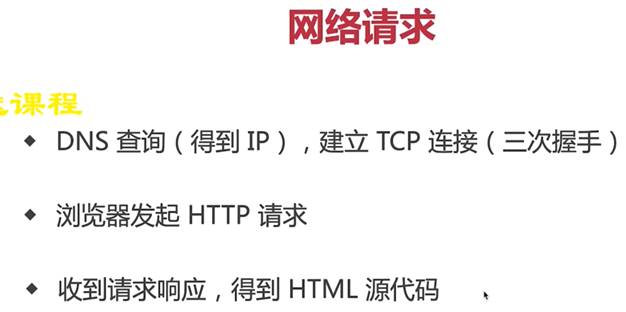 网络请求
课程
DNS 查询（得到 IP），建立 TCP 连接（三次握手）
浏览器发起 HTTP 请求
收到请求响应，得到 HTML 源代码